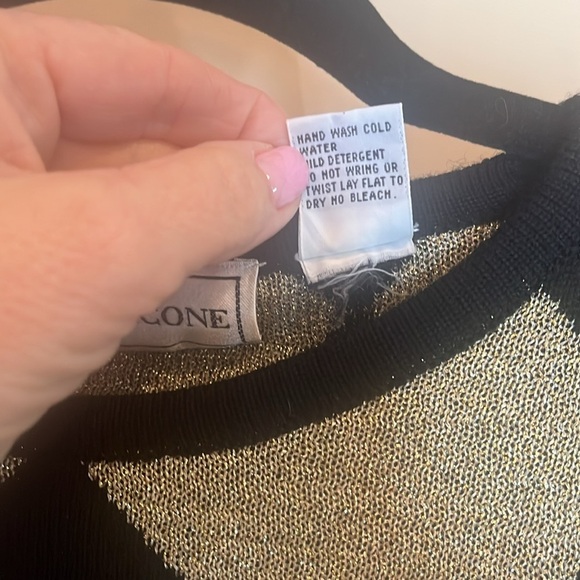 HAND WASH COLD
WATER
ILD DETERGENT
O NOT WRING OR
TWIST LAY FLAT TO
DRY NO BLEACH.
CONE